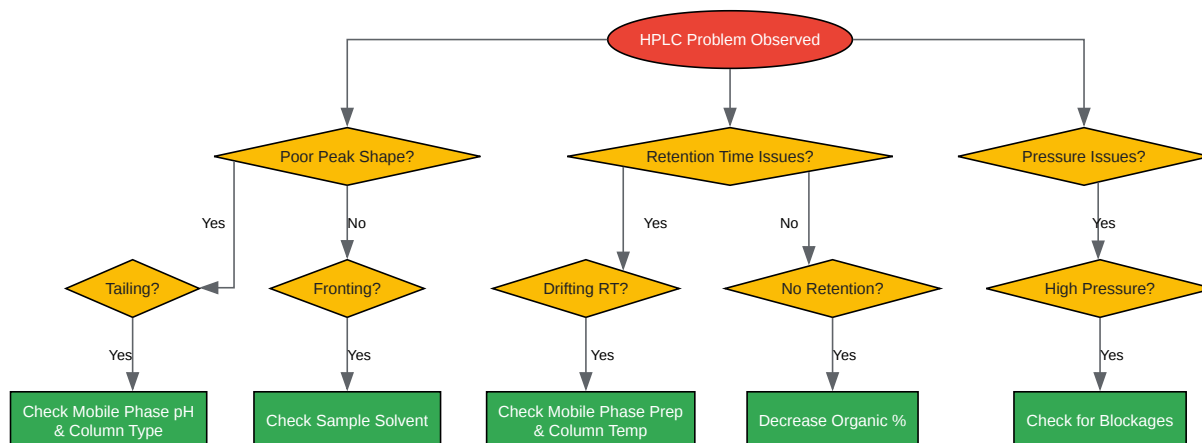 HPLC Problem Observed
Poor Peak Shape?
Retention Time Issues?
Pressure Issues?
Yes
No
Yes
No
Yes
Tailing?
Fronting?
Drifting RT?
No Retention?
High Pressure?
Yes
Yes
Yes
Yes
Yes
Check Mobile Phase pH
& Column Type
Check Sample Solvent
Check Mobile Phase Prep
& Column Temp
Decrease Organic %
Check for Blockages